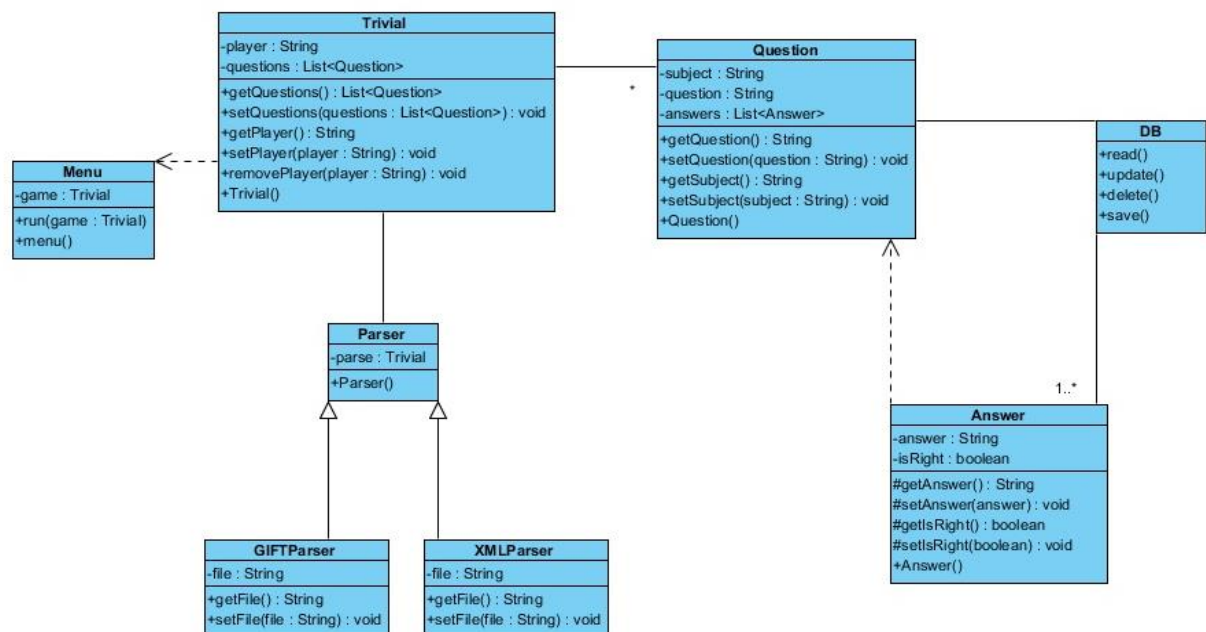 Trivial
-player : String
-questions : List<Question>
+getQuestions() : List<Question>
+setQuestions(questions : List<Question>) : void
+getPlayer() : String
+setPlayer(player : String) : void
+removePlayer(player : String) : void
+Trivial()
*
Question
-subject : String
-question : String
-answers : List<Answer>
+getQuestion() : String
+setQuestion(question : String) : void
+getSubject() : String
+setSubject(subject : String) : void
+Question()
DB
+read()
+update()
+delete()
+save()
Menu
-game : Trivial
+run(game : Trivial)
+menu()
Parser
-parse : Trivial
+Parser()
1..*
Answer
-answer : String
-isRight : boolean
#getAnswer() : String
#setAnswer(answer) : void
#getIsRight() : boolean
#setIsRight(boolean) : void
+Answer()
GIFTParser
-file : String
+getFile() : String
+setFile(file : String) : void
XMLParser
-file : String
+getFile() : String
+setFile(file : String) : void